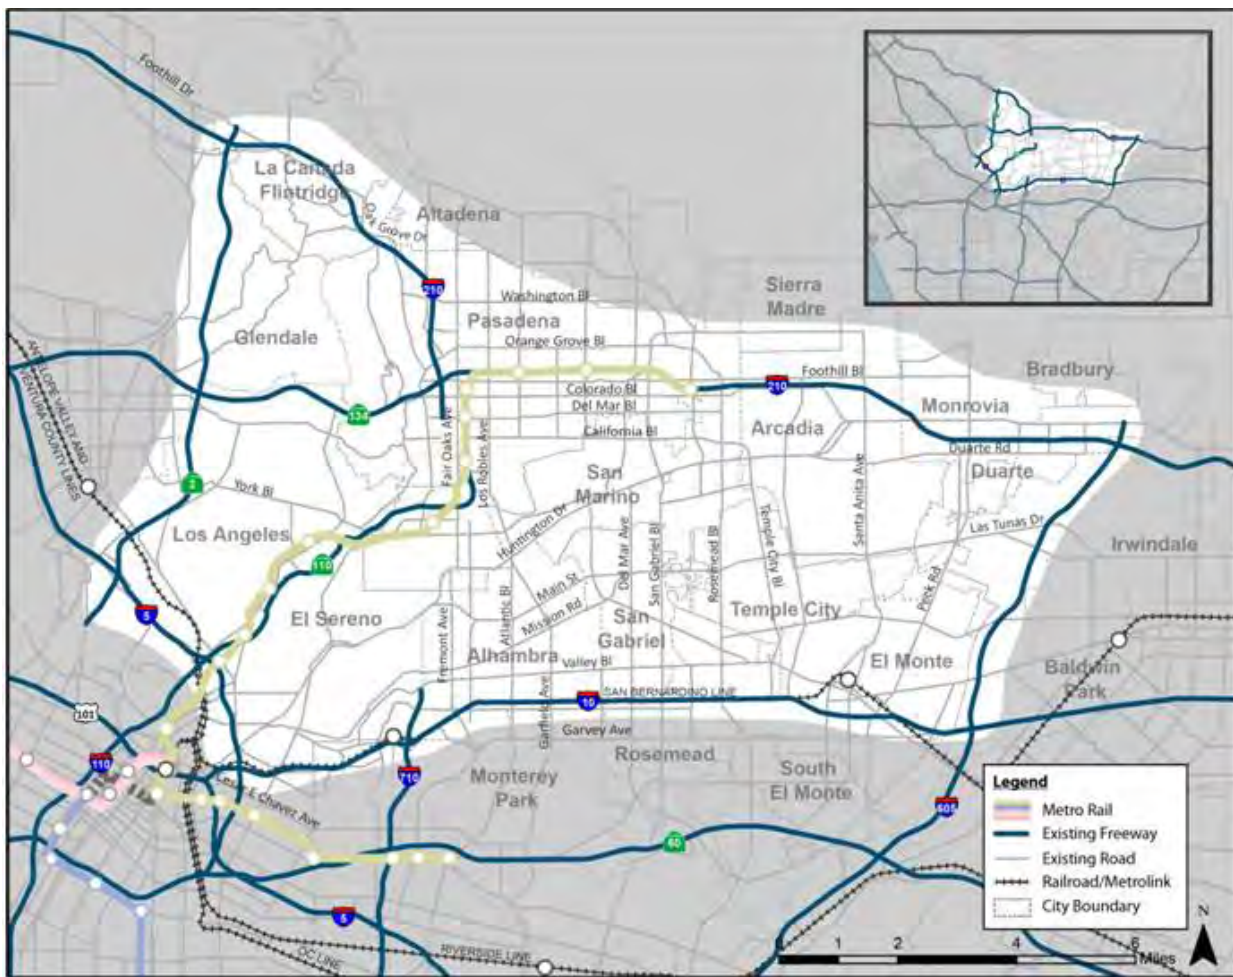 Foothill Dr
La Canada
Flintridge
Oak Grove Dr
Altadena
210
Washington Bl
Pasadena
Sierra
Madre
Glendale
Orange Grove Bl
ANTELOPE VALLEY AND
VENTURA COUNTY LINES
134
Colorado Bl
Del Mar Bl
California Bl
Fair Oaks Ave
Los Robles Ave
210
Foothill Bl
Bradbury
Monrovia
Arcadia
Duarte Rd
Duarte
San
Marino
2
York Bl
Los Angeles
110
Huntington Dr
Del Mar Ave
San Gabriel Bl
Rosemead Bl
Temple City Bl
Santa Anita Ave
Las Tunas Dr
Irwindale
Peck Rd
5
El Sereno
Fremont Ave
Atlantic Bl
Main St
Mission Rd
San
Gabriel
Temple City
Alhambra
Valley Bl
El Monte
Baldwin
Park
101
10
SAN BERNARDINO LINE
Garfield Ave
Garvey Ave
Rosemead
110
Cesar E Chavez Ave
710
Monterey
Park
South
El Monte
605
60
5
RIVERSIDE LINE
OC LINE
Legend
Metro Rail
Existing Freeway
Existing Road
Railroad/Metrolink
City Boundary
N
0 1 2 4 6
Miles